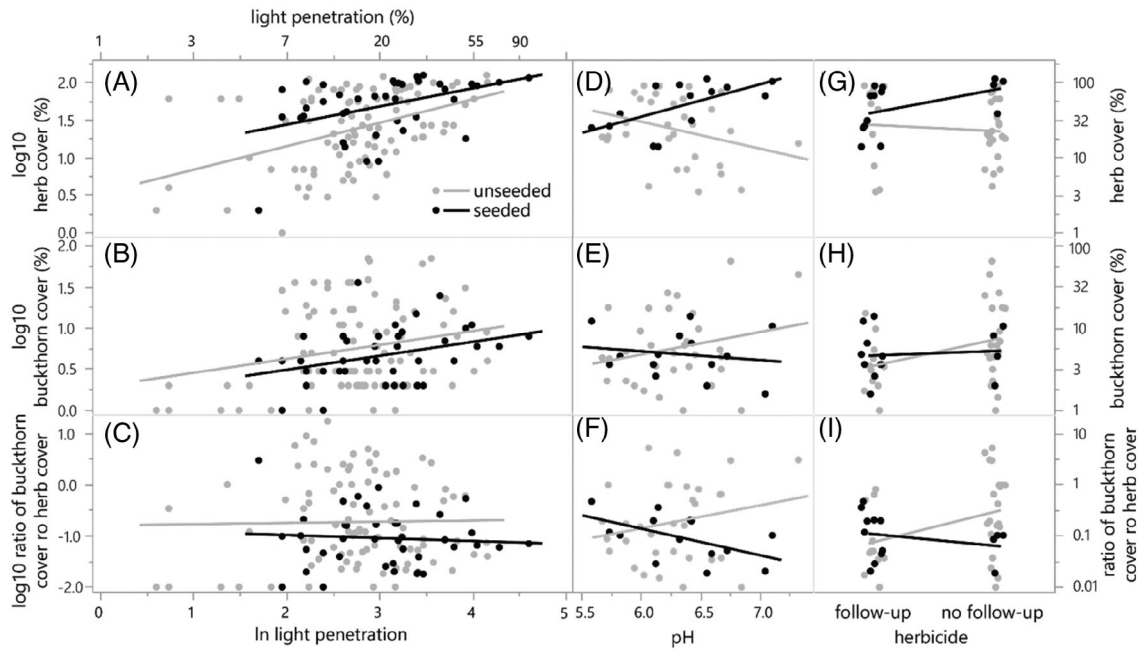 light penetration (%)
1 3 7 20 55 90
(A) (D) (G)
log10
herb cover (%)
2.0
1.5
1.0
0.5
0.0
unseeded
seeded
100
32
10
3
1
herb cover (%)
(B) (E) (H)
log10
buckthorn cover (%)
2.0
1.5
1.0
0.5
0.0
100
32
10
3
1
buckthorn cover (%)
(C) (F) (I)
log10 ratio of buckthorn
cover ro herb cover
1.0
0.0
-1.0
-2.0
10
5
1
0.5
0.1
0.05
0.01
ratio of buckthorn
cover ro herb cover
0 1 2 3 4 5 5.5 6.0 6.5 7.0 follow-up no follow-up
ln light penetration pH herbicide